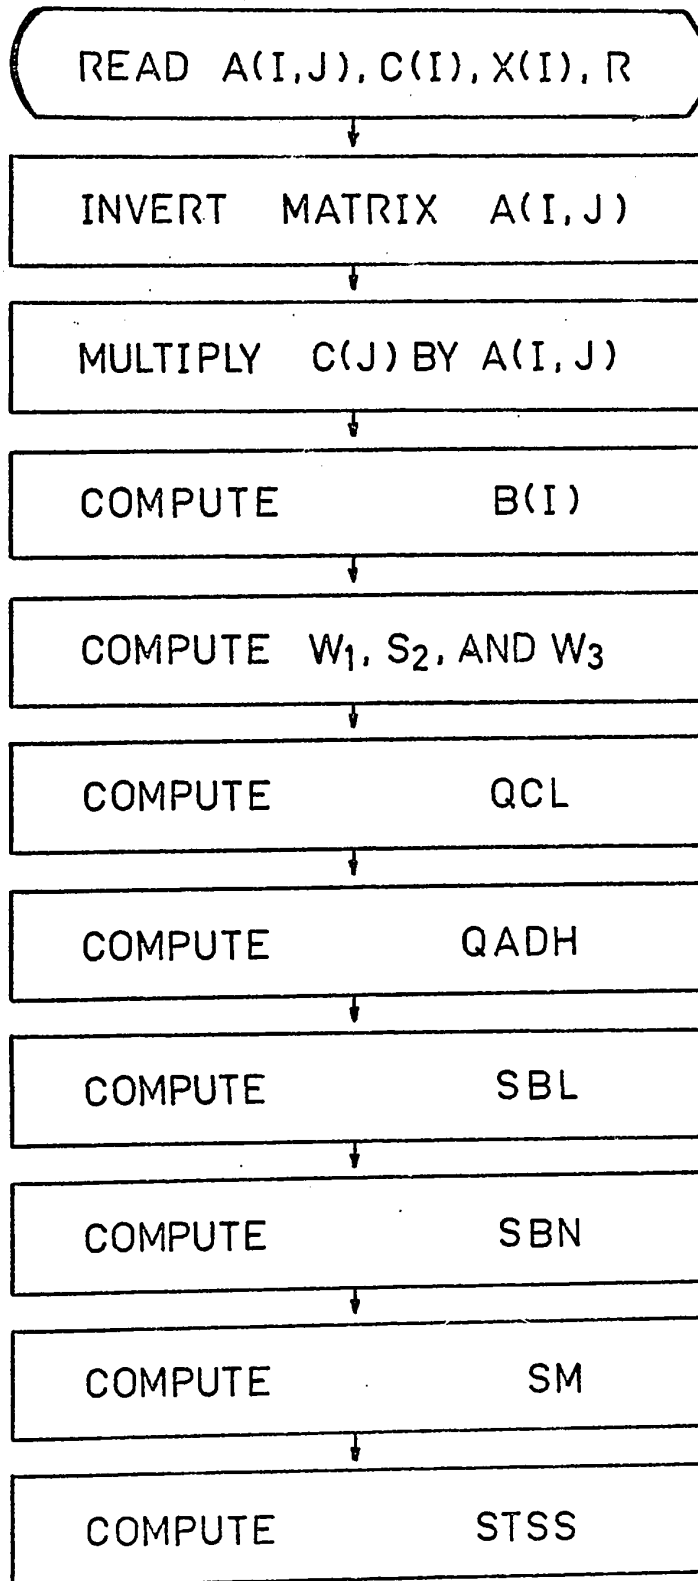 READ A(I,J), C(I), X(I), R
INVERT MATRIX A(I,J)
MULTIPLY C(J) BY A(I,J)
COMPUTE B(I)
COMPUTE W₁, S₂, AND W₃
COMPUTE QCL
COMPUTE QADH
COMPUTE SBL
COMPUTE SBN
COMPUTE SM
COMPUTE STSS